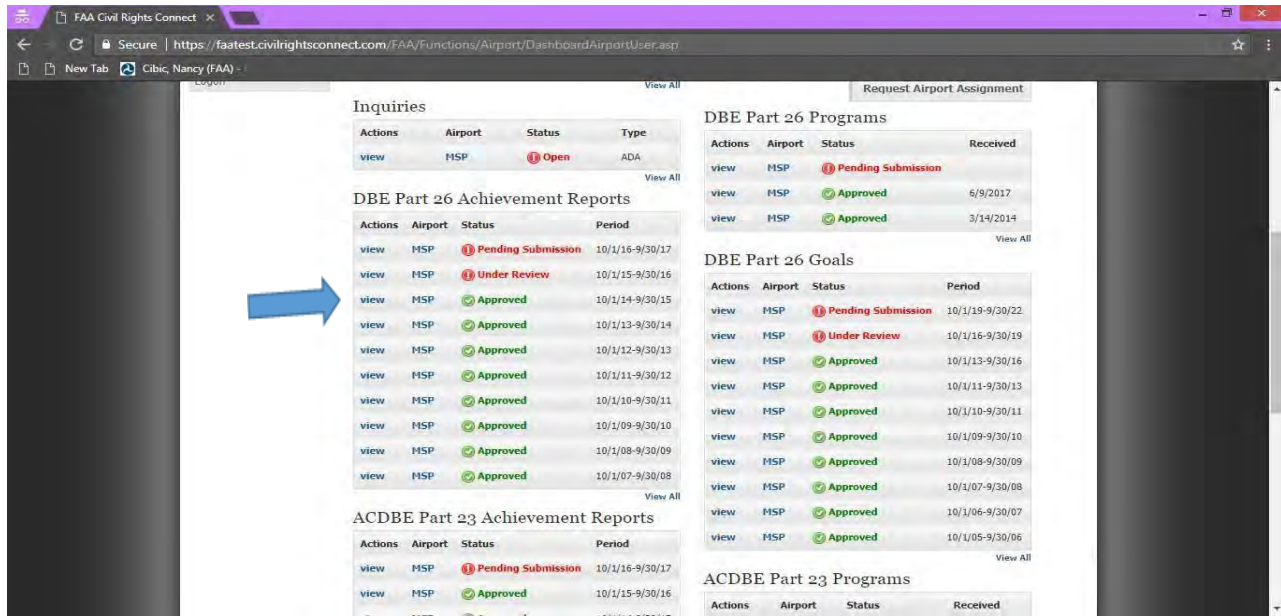 FAA Civil Rights Connect ×
Secure | https://faatest.civilrightsconnect.com/FAA/Functions/Airport/DashboardAirportUser.asp
New Tab Cibic, Nancy (FAA) -
Logon
View All
Inquiries
Actions Airport Status Type
view MSP Open ADA
View All
DBE Part 26 Achievement Reports
Actions Airport Status Period
view MSP Pending Submission 10/1/16-9/30/17
view MSP Under Review 10/1/15-9/30/16
view MSP Approved 10/1/14-9/30/15
view MSP Approved 10/1/13-9/30/14
view MSP Approved 10/1/12-9/30/13
view MSP Approved 10/1/11-9/30/12
view MSP Approved 10/1/10-9/30/11
view MSP Approved 10/1/09-9/30/10
view MSP Approved 10/1/08-9/30/09
view MSP Approved 10/1/07-9/30/08
View All
ACDBE Part 23 Achievement Reports
Actions Airport Status Period
view MSP Pending Submission 10/1/16-9/30/17
view MSP Approved 10/1/15-9/30/16
Request Airport Assignment
DBE Part 26 Programs
Actions Airport Status Received
view MSP Pending Submission
view MSP Approved 6/9/2017
view MSP Approved 3/14/2014
View All
DBE Part 26 Goals
Actions Airport Status Period
view MSP Pending Submission 10/1/19-9/30/22
view MSP Under Review 10/1/16-9/30/19
view MSP Approved 10/1/13-9/30/16
view MSP Approved 10/1/11-9/30/13
view MSP Approved 10/1/10-9/30/11
view MSP Approved 10/1/09-9/30/10
view MSP Approved 10/1/08-9/30/09
view MSP Approved 10/1/07-9/30/08
view MSP Approved 10/1/06-9/30/07
view MSP Approved 10/1/05-9/30/06
View All
ACDBE Part 23 Programs
Actions Airport Status Received